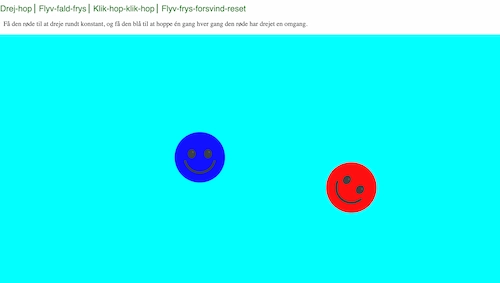 Drej-hop | Flyv-fald-frys | Klik-hop-klik-hop | Flyv-frys-forsvind-reset
Få den røde til at dreje rundt konstant, og få den blå til at hoppe én gang hver gang den røde har drejet en omgang.